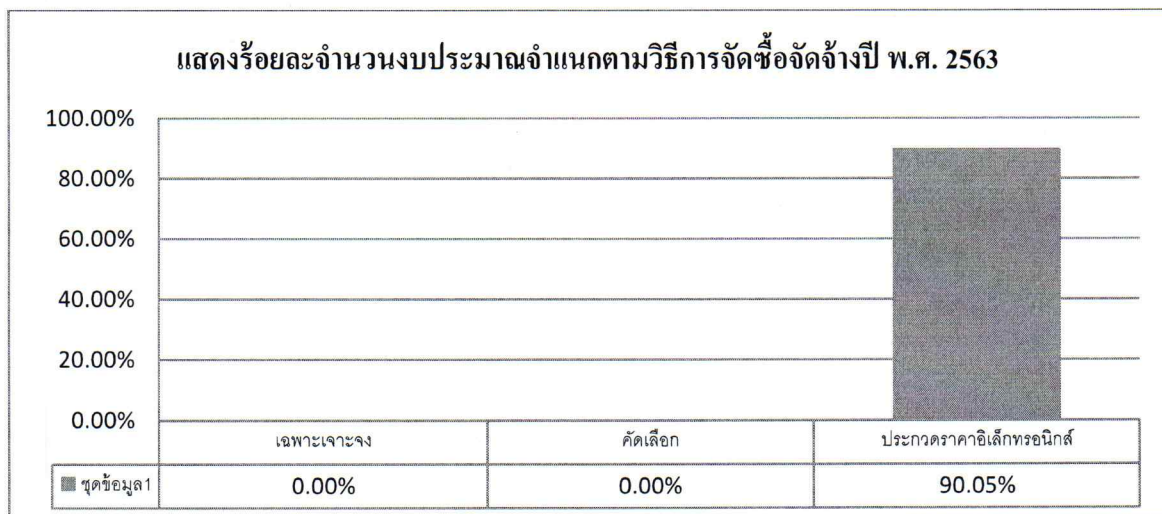 แสดงร้อยละจำนวนงบประมาณจำแนกตามวิธีการจัดซื้อจัดจ้างปี พ.ศ. 2563
100.00%
80.00%
60.00%
40.00%
20.00%
0.00%
เฉพาะเจาะจง คัดเลือก ประกวดราคาอิเล็กทรอนิกส์
ชุดข้อมูล1 0.00% 0.00% 90.05%